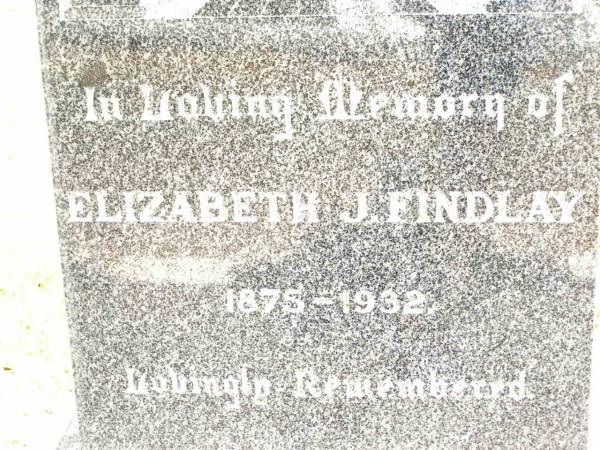 In Loving Memory of
ELIZABETH J. FINDLAY
1875 – 1932.
Lovingly Remembered.